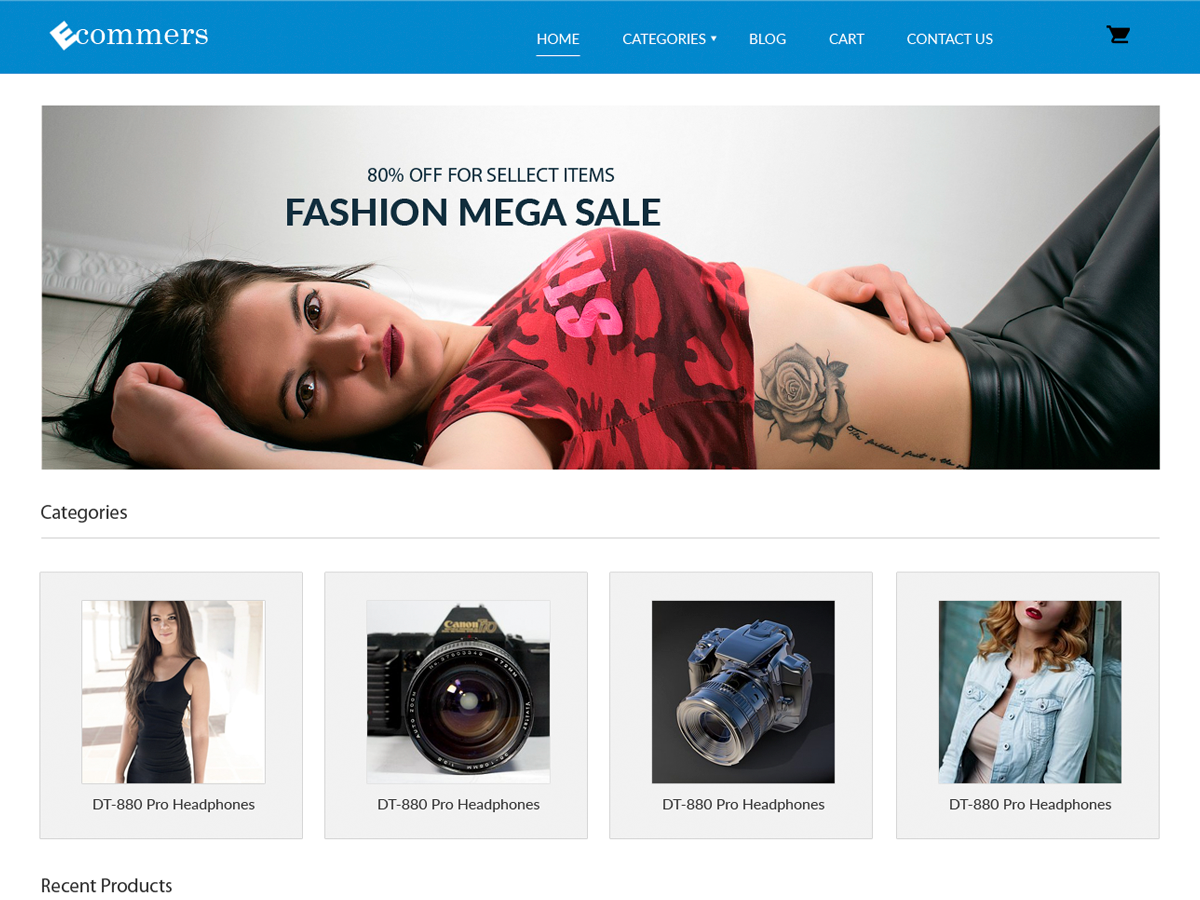 Ecommers
HOME
CATEGORIES
BLOG
CART
CONTACT US
80% OFF FOR SELLECT ITEMS
FASHION MEGA SALE
Categories
Canon
DT-880 Pro Headphones
DT-880 Pro Headphones
DT-880 Pro Headphones
DT-880 Pro Headphones
Recent Products